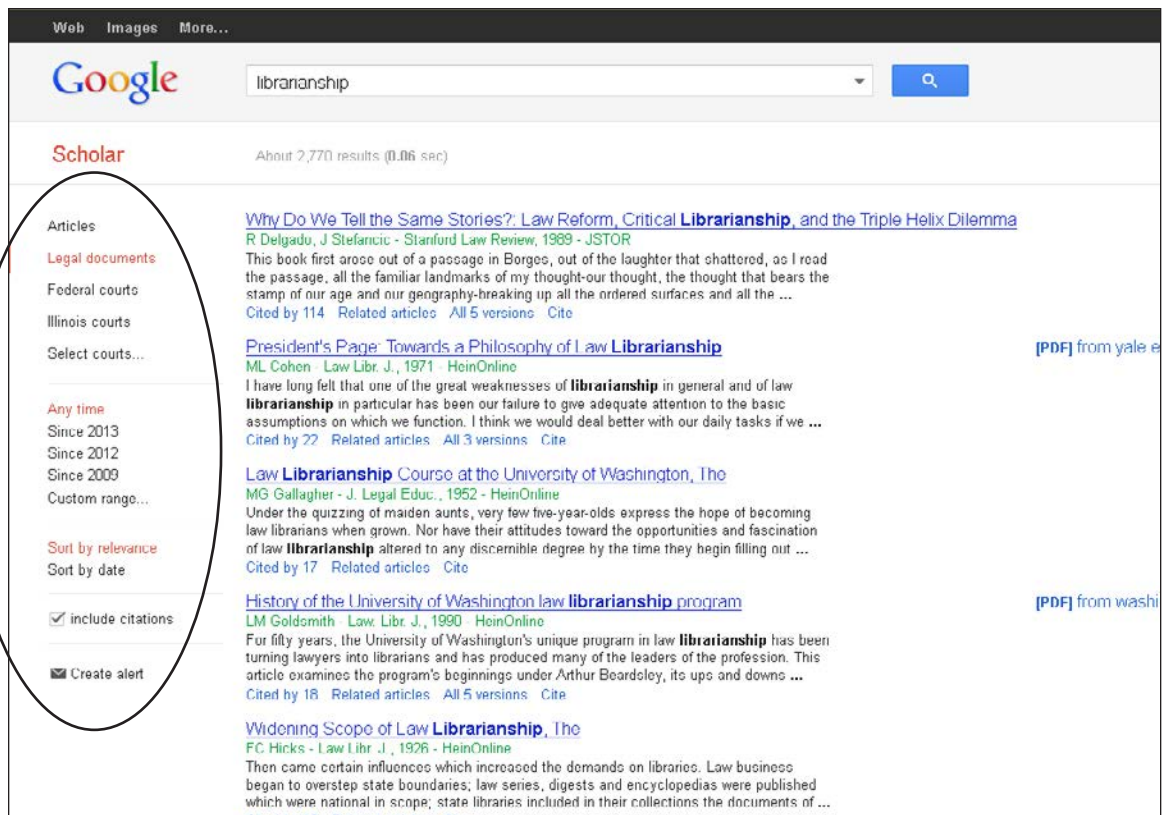 Web Images More...
Google
librarianship
Scholar
About 2,770 results (0.06 sec)
Articles
Legal documents
Federal courts
Illinois courts
Select courts...
Any time
Since 2013
Since 2012
Since 2009
Custom range...
Sort by relevance
Sort by date
include citations
Create alert
Why Do We Tell the Same Stories?: Law Reform, Critical Librarianship, and the Triple Helix Dilemma
R Delgado, J Stefancic - Stanford Law Review, 1989 - JSTOR
This book first arose out of a passage in Borges, out of the laughter that shattered, as I read
the passage, all the familiar landmarks of my thought-our thought, the thought that bears the
stamp of our age and our geography-breaking up all the ordered surfaces and all the ...
Cited by 114 Related articles All 5 versions Cite
President's Page: Towards a Philosophy of Law Librarianship
[PDF] from yale e
ML Cohen - Law Libr. J., 1971 - HeinOnline
I have long felt that one of the great weaknesses of librarianship in general and of law
librarianship in particular has been our failure to give adequate attention to the basic
assumptions on which we function. I think we would deal better with our daily tasks if we ...
Cited by 22 Related articles All 3 versions Cite
Law Librarianship Course at the University of Washington, The
MG Gallagher - J. Legal Educ., 1952 - HeinOnline
Under the quizzing of maiden aunts, very few five-year-olds express the hope of becoming
law librarians when grown. Nor have their attitudes toward the opportunities and fascination
of law librarianship altered to any discernible degree by the time they begin filling out ...
Cited by 17 Related articles Cite
History of the University of Washington law librarianship program
[PDF] from washi
LM Goldsmith - Law. Libr. J., 1990 - HeinOnline
For fifty years, the University of Washington's unique program in law librarianship has been
turning lawyers into librarians and has produced many of the leaders of the profession. This
article examines the program's beginnings under Arthur Beardsley, its ups and downs ...
Cited by 18 Related articles All 5 versions Cite
Widening Scope of Law Librarianship, The
FC Hicks - Law Libr. J., 1926 - HeinOnline
Then came certain influences which increased the demands on libraries. Law business
began to overstep state boundaries; law series, digests and encyclopedias were published
which were national in scope; state libraries included in their collections the documents of ...